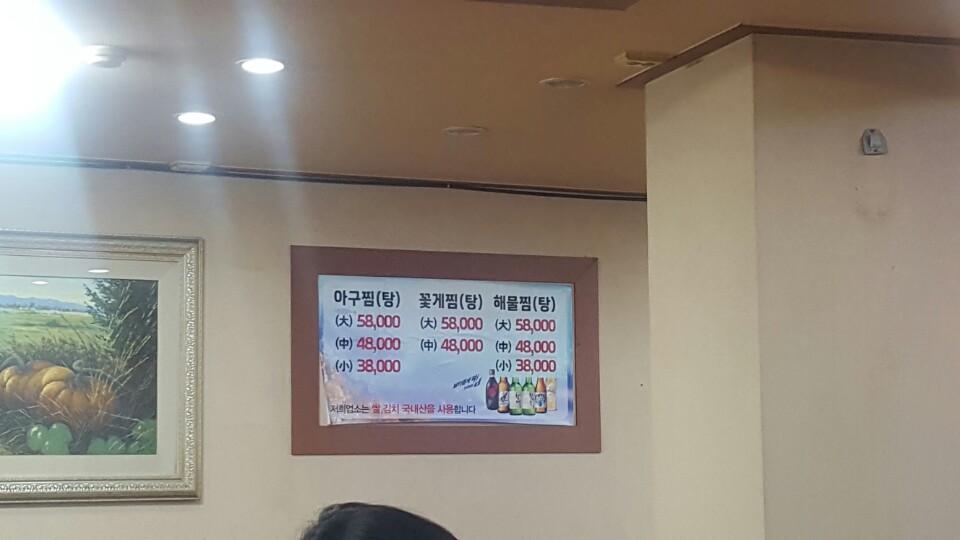 아구찜(탕) 꽃게찜(탕) 해물찜(탕)
(大) 58,000 (大) 58,000 (大) 58,000
(中) 48,000 (中) 48,000 (中) 48,000
(小) 38,000 (小) 38,000
저희업소는 쌀,김치 국내산을 사용합니다